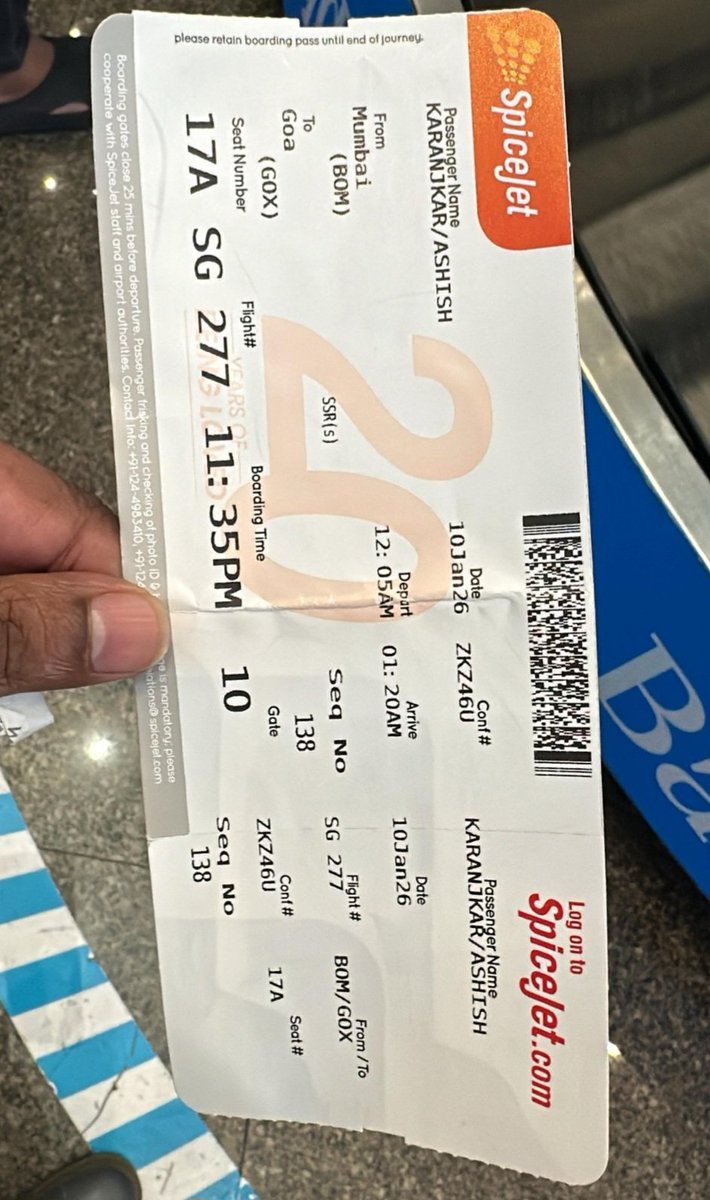 SpiceJet
Passenger Name
KARANJKAR/ASHISH
From
Mumbai
(BOM)
To
Goa
(GOX)
Seat Number
17A
Flight#
SG 277
Boarding Time
11:35PM
Gate
10
SSR(s)
Date
10Jan26
Conf#
ZKZ46U
Depart
12:05AM
Arrive
01:20AM
Seq No
138
20
YEARS OF
please retain boarding pass until end of journey.
Boarding gates close 25 mins before departure. Passenger frisking and checking of photo ID &
is mandatory; please
cooperate with SpiceJet staff and airport authorities. Contact Info: +91-124-4983410, +91-12
@spicejet.com
Log on to
SpiceJet.com
Passenger Name
KARANJKAR/ASHISH
Date
10Jan26
Flight#
SG 277
From/To
BOM/GOX
Conf#
ZKZ46U
Seat#
17A
Seq No
138
Ba